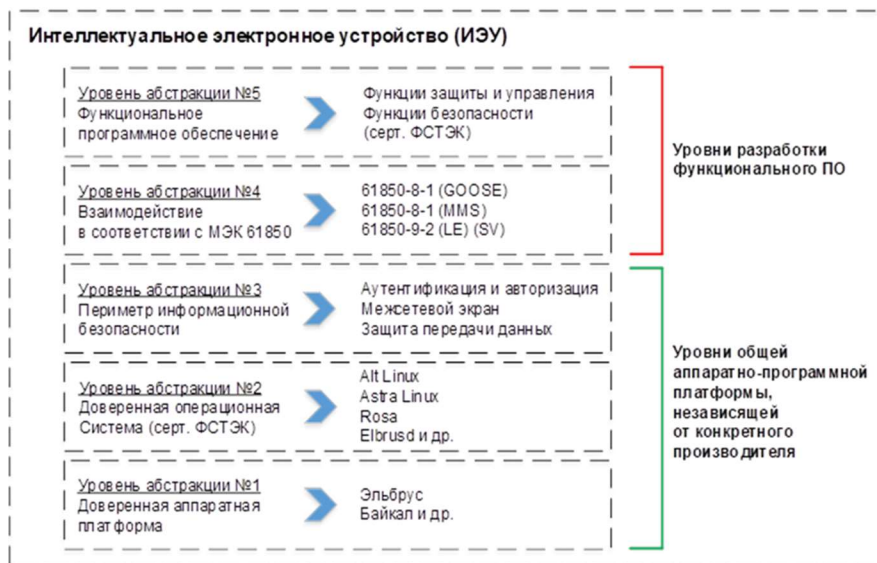 Интеллектуальное электронное устройство (ИЭУ)
Уровень абстракции №5
Функциональное
программное обеспечение
Функции защиты и управления
Функции безопасности
(серт. ФСТЭК)
Уровень абстракции №4
Взаимодействие
в соответствии с МЭК 61850
61850-8-1 (GOOSE)
61850-8-1 (MMS)
61850-9-2 (LE) (SV)
Уровни разработки
функционального ПО
Уровень абстракции №3
Периметр информационной
безопасности
Аутентификация и авторизация
Межсетевой экран
Защита передачи данных
Уровень абстракции №2
Доверенная операционная
Система (серт. ФСТЭК)
Alt Linux
Astra Linux
Rosa
Elbrusd и др.
Уровень абстракции №1
Доверенная аппаратная
платформа
Эльбрус
Байкал и др.
Уровни общей
аппаратно-программной
платформы,
независящей
от конкретного
производителя